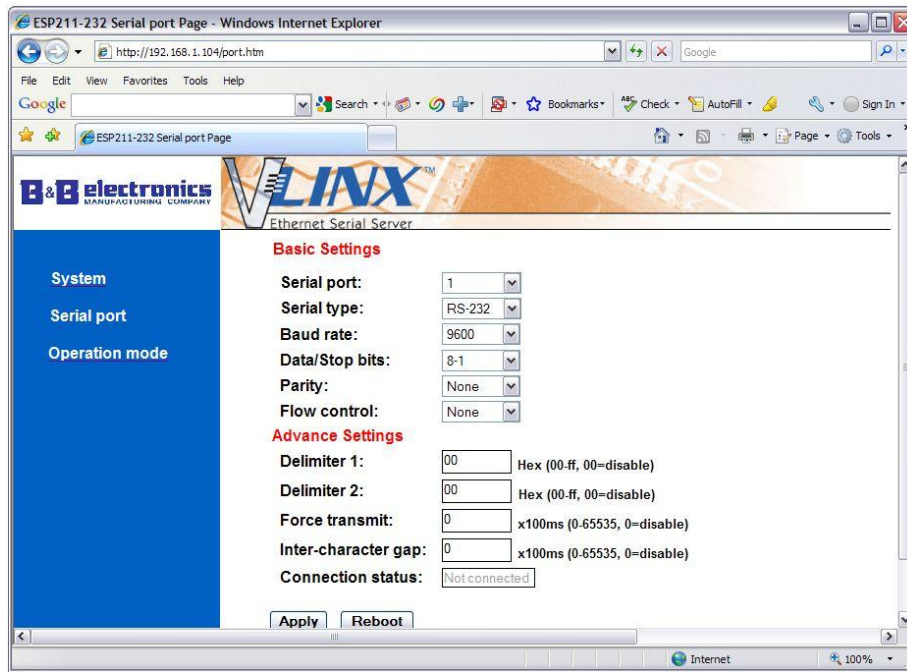 ESP211-232 Serial port Page - Windows Internet Explorer
http://192.168.1.104/port.htm
Google
File Edit View Favorites Tools Help
Google
Search
Bookmarks
ABC Check
AutoFill
Sign In
ESP211-232 Serial port Page
Page
Tools
B&B electronics
MANUFACTURING COMPANY
VLINX™
Ethernet Serial Server
System
Serial port
Operation mode
Basic Settings
Serial port: 1
Serial type: RS-232
Baud rate: 9600
Data/Stop bits: 8-1
Parity: None
Flow control: None
Advance Settings
Delimiter 1: 00 Hex (00-ff, 00=disable)
Delimiter 2: 00 Hex (00-ff, 00=disable)
Force transmit: 0 x100ms (0-65535, 0=disable)
Inter-character gap: 0 x100ms (0-65535, 0=disable)
Connection status: Not connected
Apply Reboot
Internet
100%